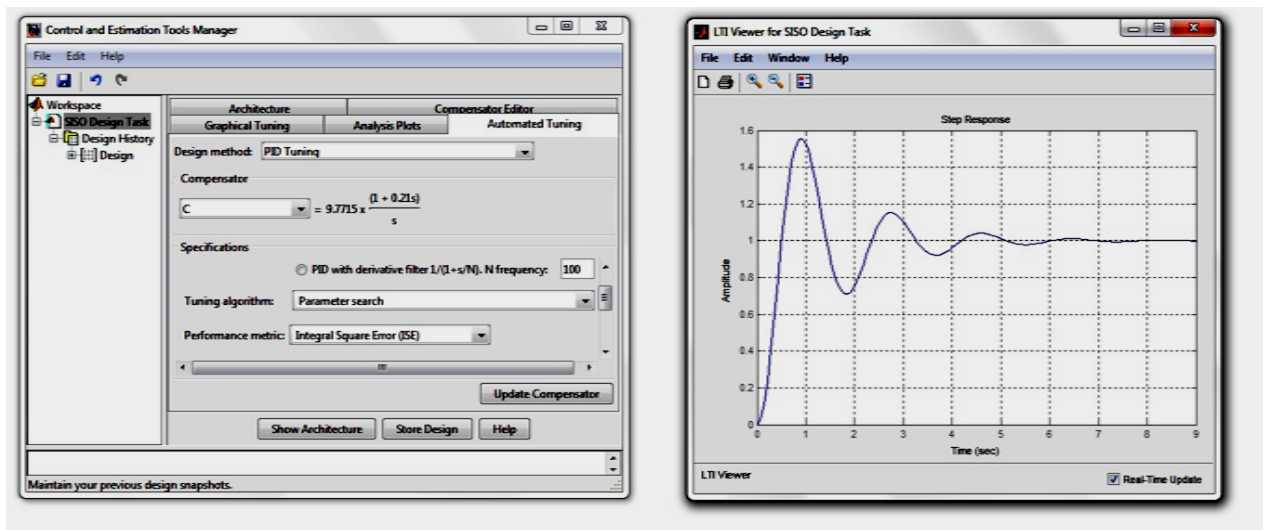 Control and Estimation Tools Manager
File Edit Help
Workspace
SISO Design Task
Design History
Design
Architecture Compensator Editor
Graphical Tuning Analysis Plots Automated Tuning
Design method: PID Tuning
Compensator
C = 9.7715 x (1 + 0.21s)
s
Specifications
PID with derivative filter 1/(1+s/N). N frequency: 100
Tuning algorithm: Parameter search
Performance metric: Integral Square Error (ISE)
Update Compensator
Show Architecture Store Design Help
Maintain your previous design snapshots.
LTI Viewer for SISO Design Task
File Edit Window Help
Step Response
1.6
1.4
1.2
1
0.8
0.6
0.4
0.2
0
Amplitude
0 1 2 3 4 5 6 7 8 9
Time (sec)
LTI Viewer
Real-Time Update